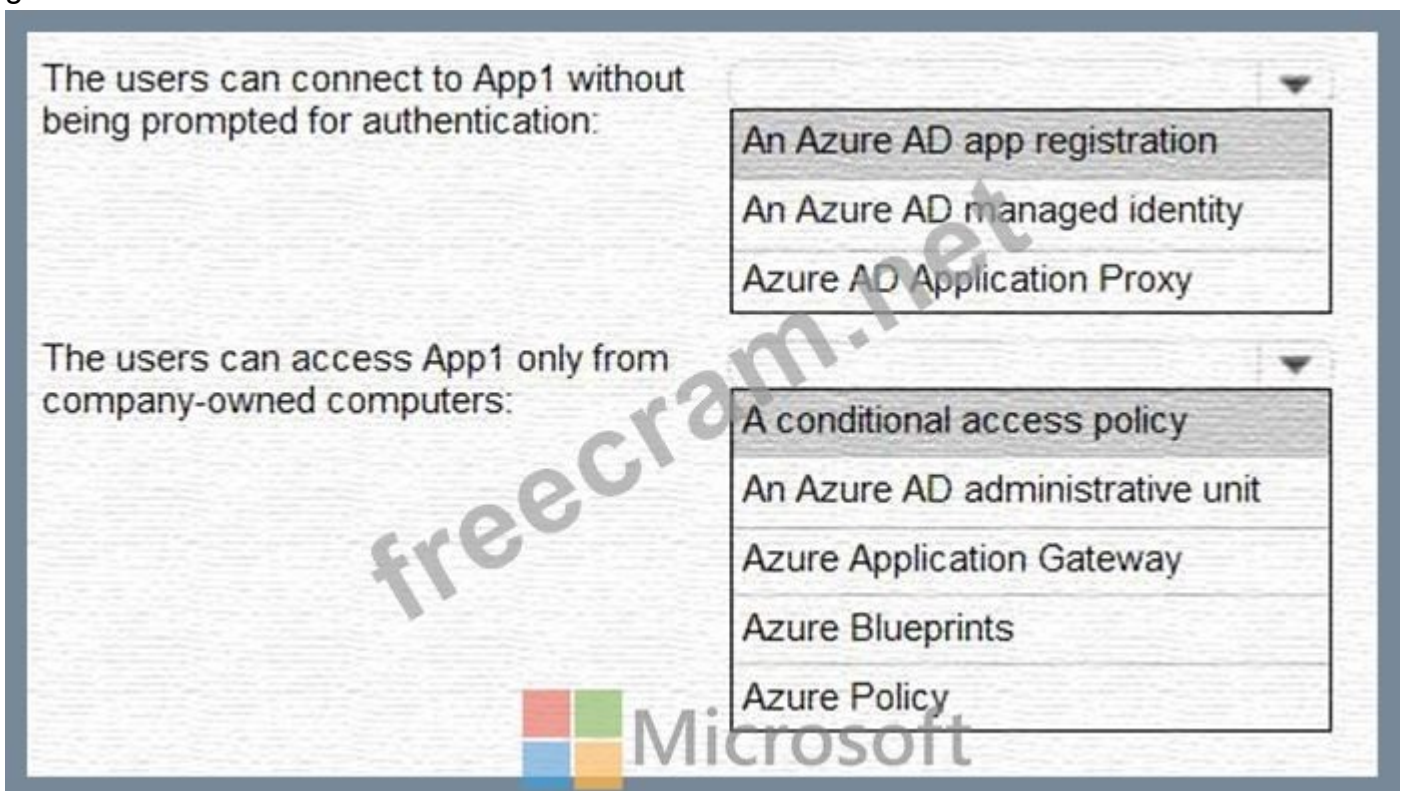 The users can connect to App1 without
being prompted for authentication:
An Azure AD app registration
An Azure AD managed identity
Azure AD Application Proxy
The users can access App1 only from
company-owned computers:
A conditional access policy
An Azure AD administrative unit
Azure Application Gateway
Azure Blueprints
Azure Policy
freecram.net
Microsoft